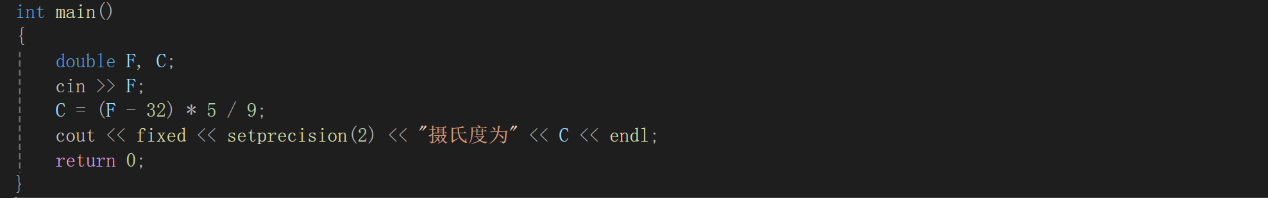 int main()
{
double F, C;
cin >> F;
C = (F - 32) * 5 / 9;
cout << fixed << setprecision(2) << "摄氏度为" << C << endl;
return 0;
}